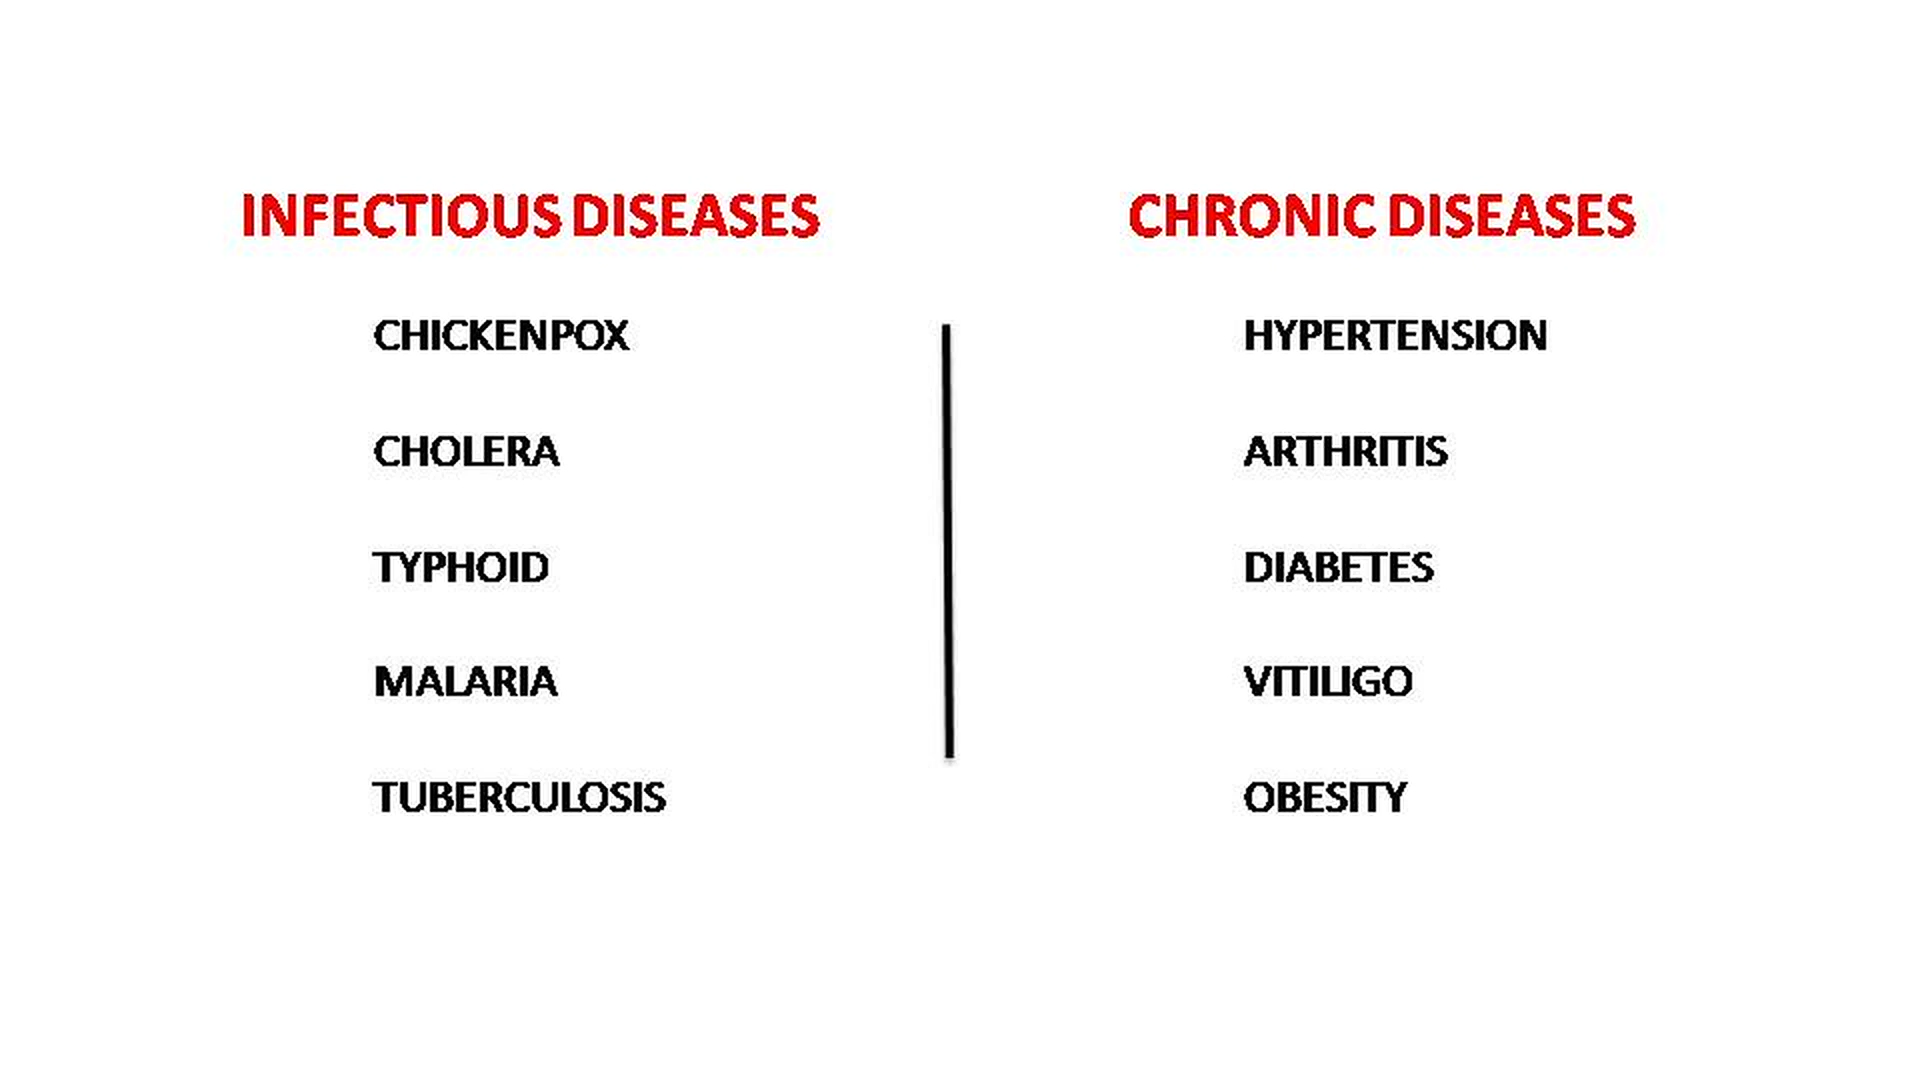 INFECTIOUS DISEASES
CHICKENPOX
CHOLERA
TYPHOID
MALARIA
TUBERCULOSIS
CHRONIC DISEASES
HYPERTENSION
ARTHRITIS
DIABETES
VITILIGO
OBESITY